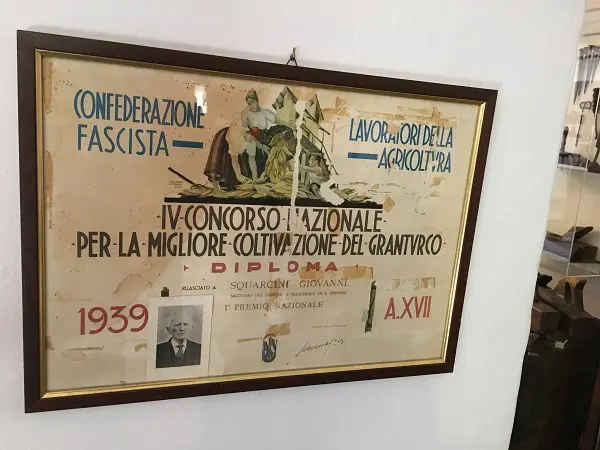 CONFEDERAZIONE
FASCISTA
LAVORATORI DELLA
AGRICOLTVRA
IV·CONCORSO·NAZIONALE
PER·LA·MIGLIORE·COLTIVAZIONE·DEL·GRANTVRCO
DIPLOMA
RILASCIATO A
SQUARCINI GIOVANNI
1° PREMIO NAZIONALE
1939
A.XVII